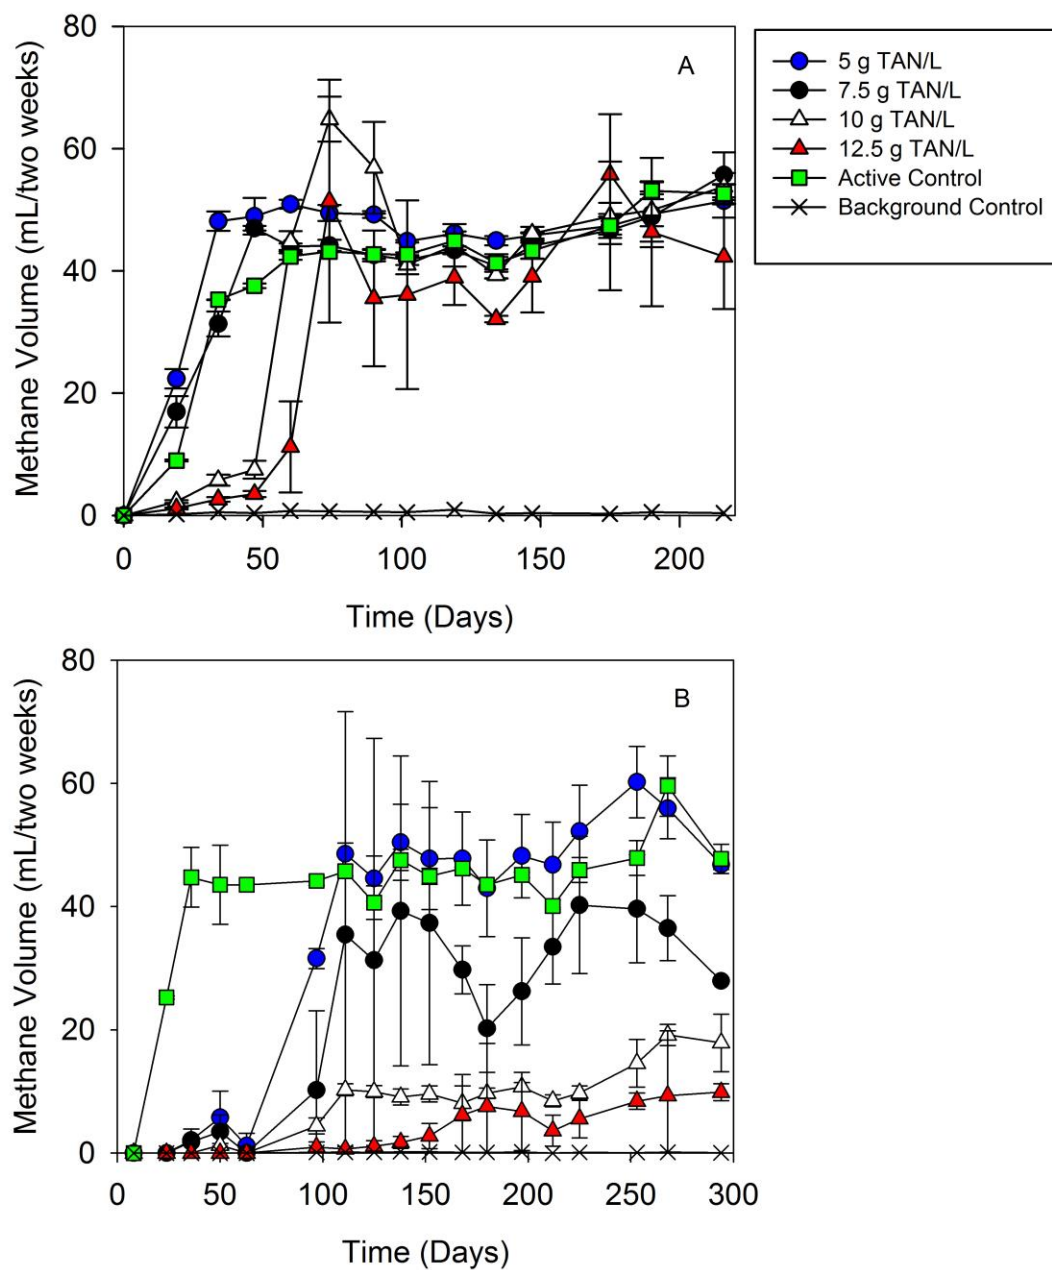 80
60
40
20
0
Methane Volume (mL/two weeks)
A
0 50 100 150 200
Time (Days)
5 g TAN/L
7.5 g TAN/L
10 g TAN/L
12.5 g TAN/L
Active Control
Background Control
80
60
40
20
0
Methane Volume (mL/two weeks)
B
0 50 100 150 200 250 300
Time (Days)